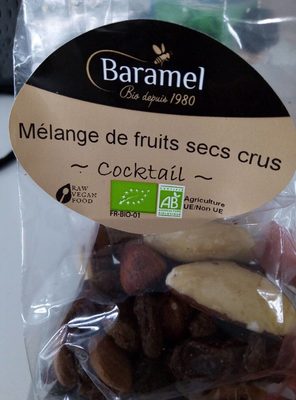 Baramel
Bio depuis 1980
Mélange de fruits secs crus
~ Cocktail ~
RAW
VEGAN
FOOD
AB
Agriculture
UE/Non UE
FR-BIO-01